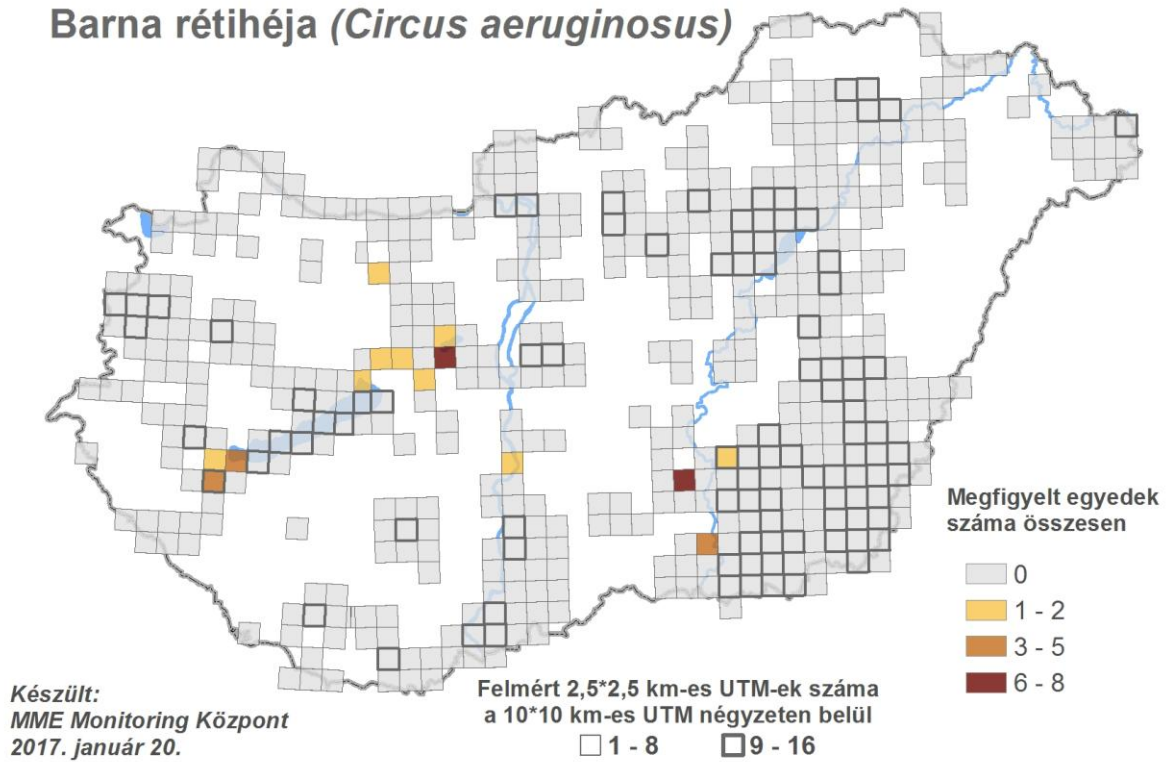 Barna rétihéja (Circus aeruginosus)
Megfigyelt egyedek
száma összesen
0
1 - 2
3 - 5
6 - 8
Készült:
MME Monitoring Központ
2017. január 20.
Felmért 2,5*2,5 km-es UTM-ek száma
a 10*10 km-es UTM négyzeten belül
1 - 8 9 - 16